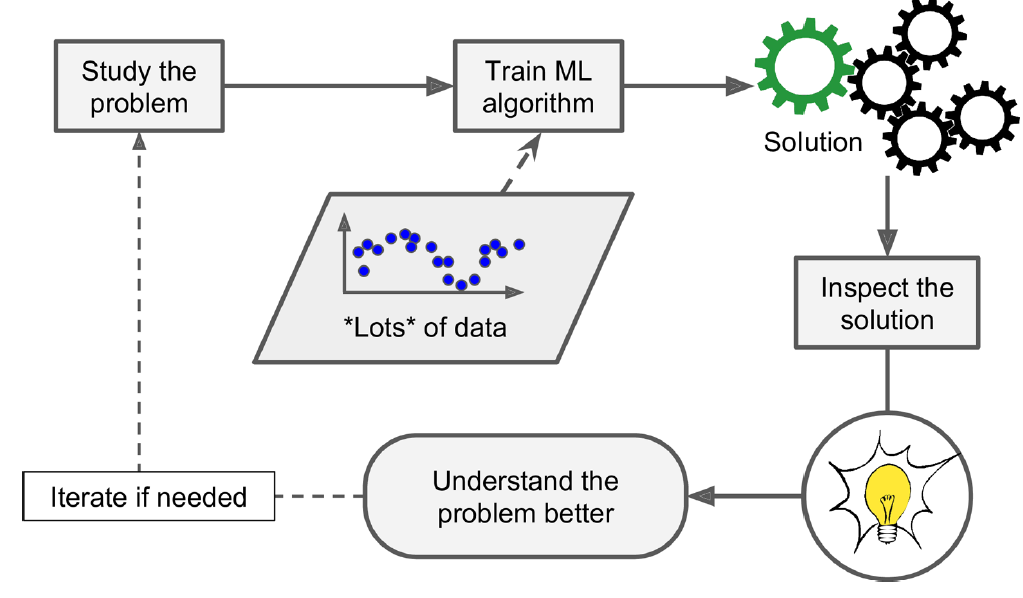 Study the
problem
Train ML
algorithm
Solution
*Lots* of data
Inspect the
solution
Understand the
problem better
Iterate if needed